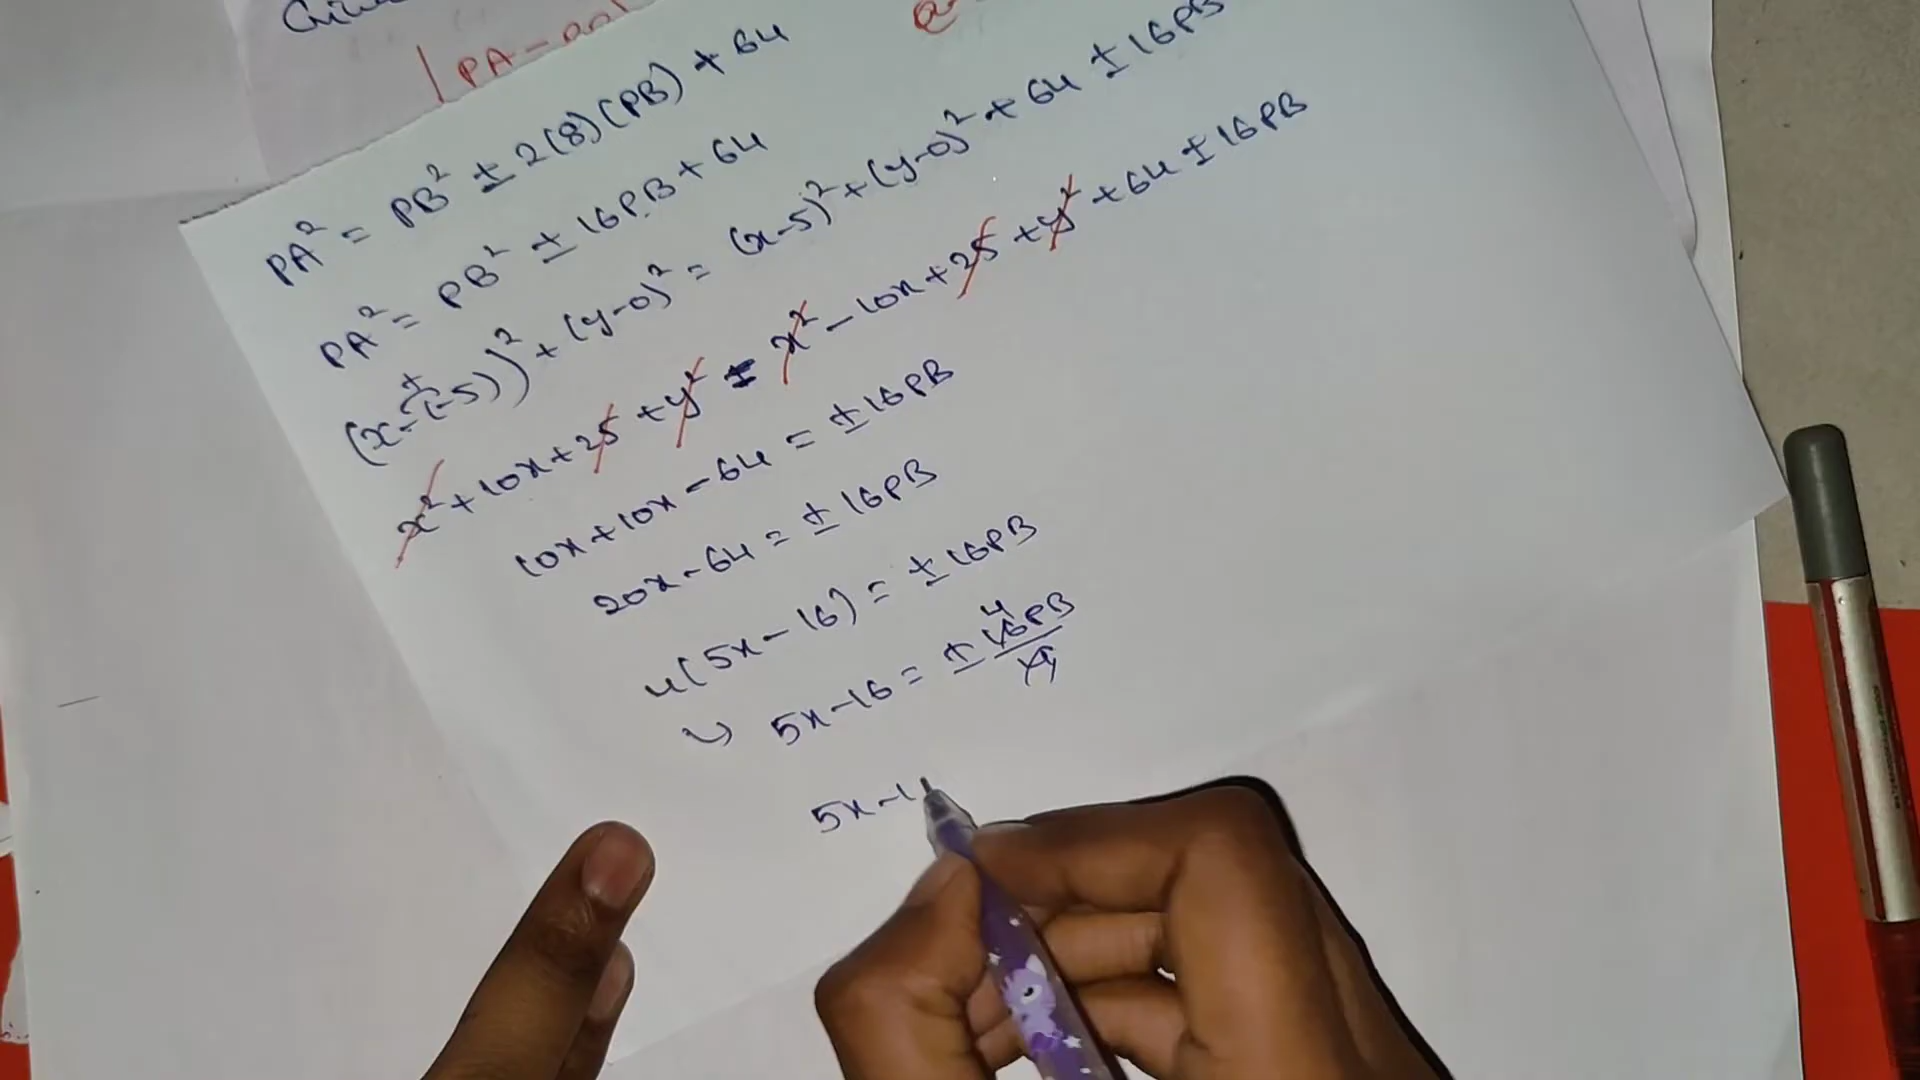 | PA -
PA² = PB² ± 2(8)(PB) + 64
PA² = PB² ± 16PB + 64
(x-(-5))² + (y-0)² = (x-5)² + (y-0)² + 64 ± 16PB
x² + 10x + 25 + y² = x² - 10x + 25 + y² + 64 ± 16PB
10x + 10x - 64 = ± 16PB
20x - 64 = ± 16PB
4(5x - 16) = ± 16PB
5x - 16 = ± 16PB/4 4
5x - 1